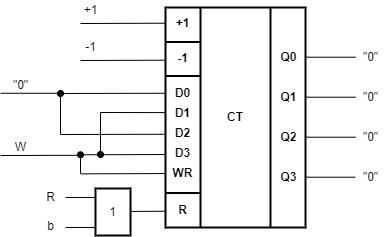 +1
+1
-1
-1
Q0
"0"
"0"
D0
Q1
"0"
D1
CT
D2
Q2
"0"
W
D3
WR
Q3
"0"
R
1
R
b